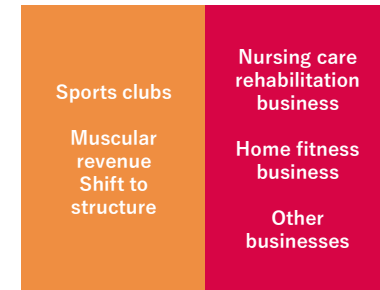 Sports clubs
Muscular
revenue
Shift to
structure
Nursing care
rehabilitation
business
Home fitness
business
Other
businesses